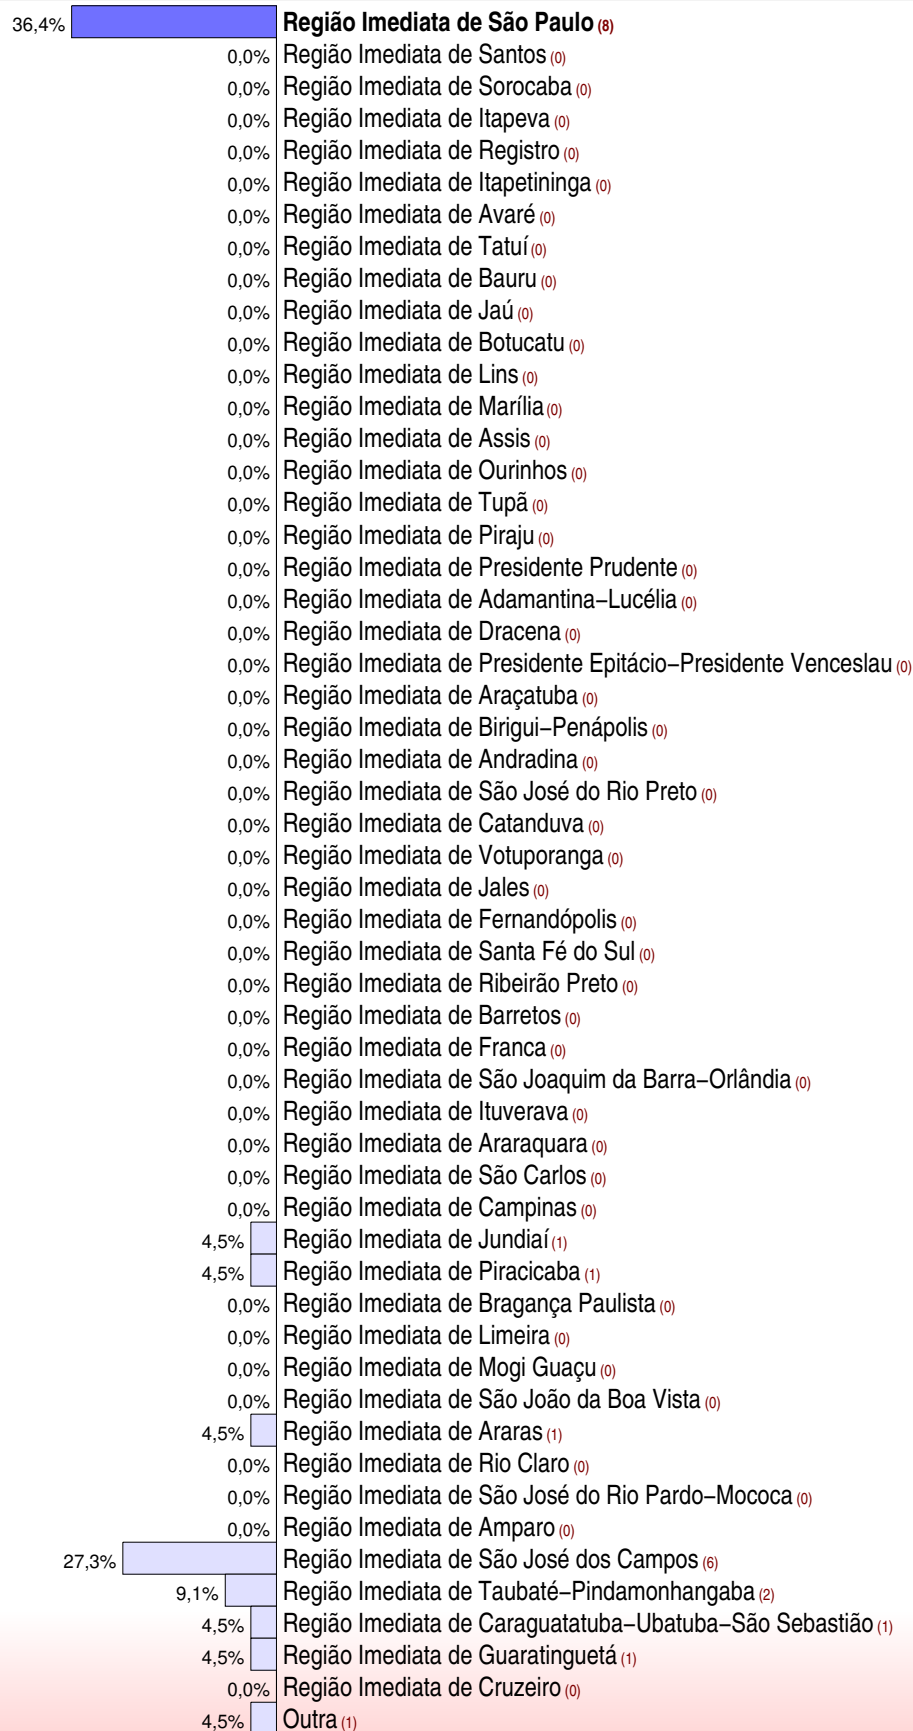 36,4% Região Imediata de São Paulo (8)
0,0% Região Imediata de Santos (0)
0,0% Região Imediata de Sorocaba (0)
0,0% Região Imediata de Itapeva (0)
0,0% Região Imediata de Registro (0)
0,0% Região Imediata de Itapetininga (0)
0,0% Região Imediata de Avaré (0)
0,0% Região Imediata de Tatuí (0)
0,0% Região Imediata de Bauru (0)
0,0% Região Imediata de Jaú (0)
0,0% Região Imediata de Botucatu (0)
0,0% Região Imediata de Lins (0)
0,0% Região Imediata de Marília (0)
0,0% Região Imediata de Assis (0)
0,0% Região Imediata de Ourinhos (0)
0,0% Região Imediata de Tupã (0)
0,0% Região Imediata de Piraju (0)
0,0% Região Imediata de Presidente Prudente (0)
0,0% Região Imediata de Adamantina–Lucélia (0)
0,0% Região Imediata de Dracena (0)
0,0% Região Imediata de Presidente Epitácio–Presidente Venceslau (0)
0,0% Região Imediata de Araçatuba (0)
0,0% Região Imediata de Birigui–Penápolis (0)
0,0% Região Imediata de Andradina (0)
0,0% Região Imediata de São José do Rio Preto (0)
0,0% Região Imediata de Catanduva (0)
0,0% Região Imediata de Votuporanga (0)
0,0% Região Imediata de Jales (0)
0,0% Região Imediata de Fernandópolis (0)
0,0% Região Imediata de Santa Fé do Sul (0)
0,0% Região Imediata de Ribeirão Preto (0)
0,0% Região Imediata de Barretos (0)
0,0% Região Imediata de Franca (0)
0,0% Região Imediata de São Joaquim da Barra–Orlândia (0)
0,0% Região Imediata de Ituverava (0)
0,0% Região Imediata de Araraquara (0)
0,0% Região Imediata de São Carlos (0)
0,0% Região Imediata de Campinas (0)
4,5% Região Imediata de Jundiaí (1)
4,5% Região Imediata de Piracicaba (1)
0,0% Região Imediata de Bragança Paulista (0)
0,0% Região Imediata de Limeira (0)
0,0% Região Imediata de Mogi Guaçu (0)
0,0% Região Imediata de São João da Boa Vista (0)
4,5% Região Imediata de Araras (1)
0,0% Região Imediata de Rio Claro (0)
0,0% Região Imediata de São José do Rio Pardo–Mococa (0)
0,0% Região Imediata de Amparo (0)
27,3% Região Imediata de São José dos Campos (6)
9,1% Região Imediata de Taubaté–Pindamonhangaba (2)
4,5% Região Imediata de Caraguatatuba–Ubatuba–São Sebastião (1)
4,5% Região Imediata de Guaratinguetá (1)
0,0% Região Imediata de Cruzeiro (0)
4,5% Outra (1)